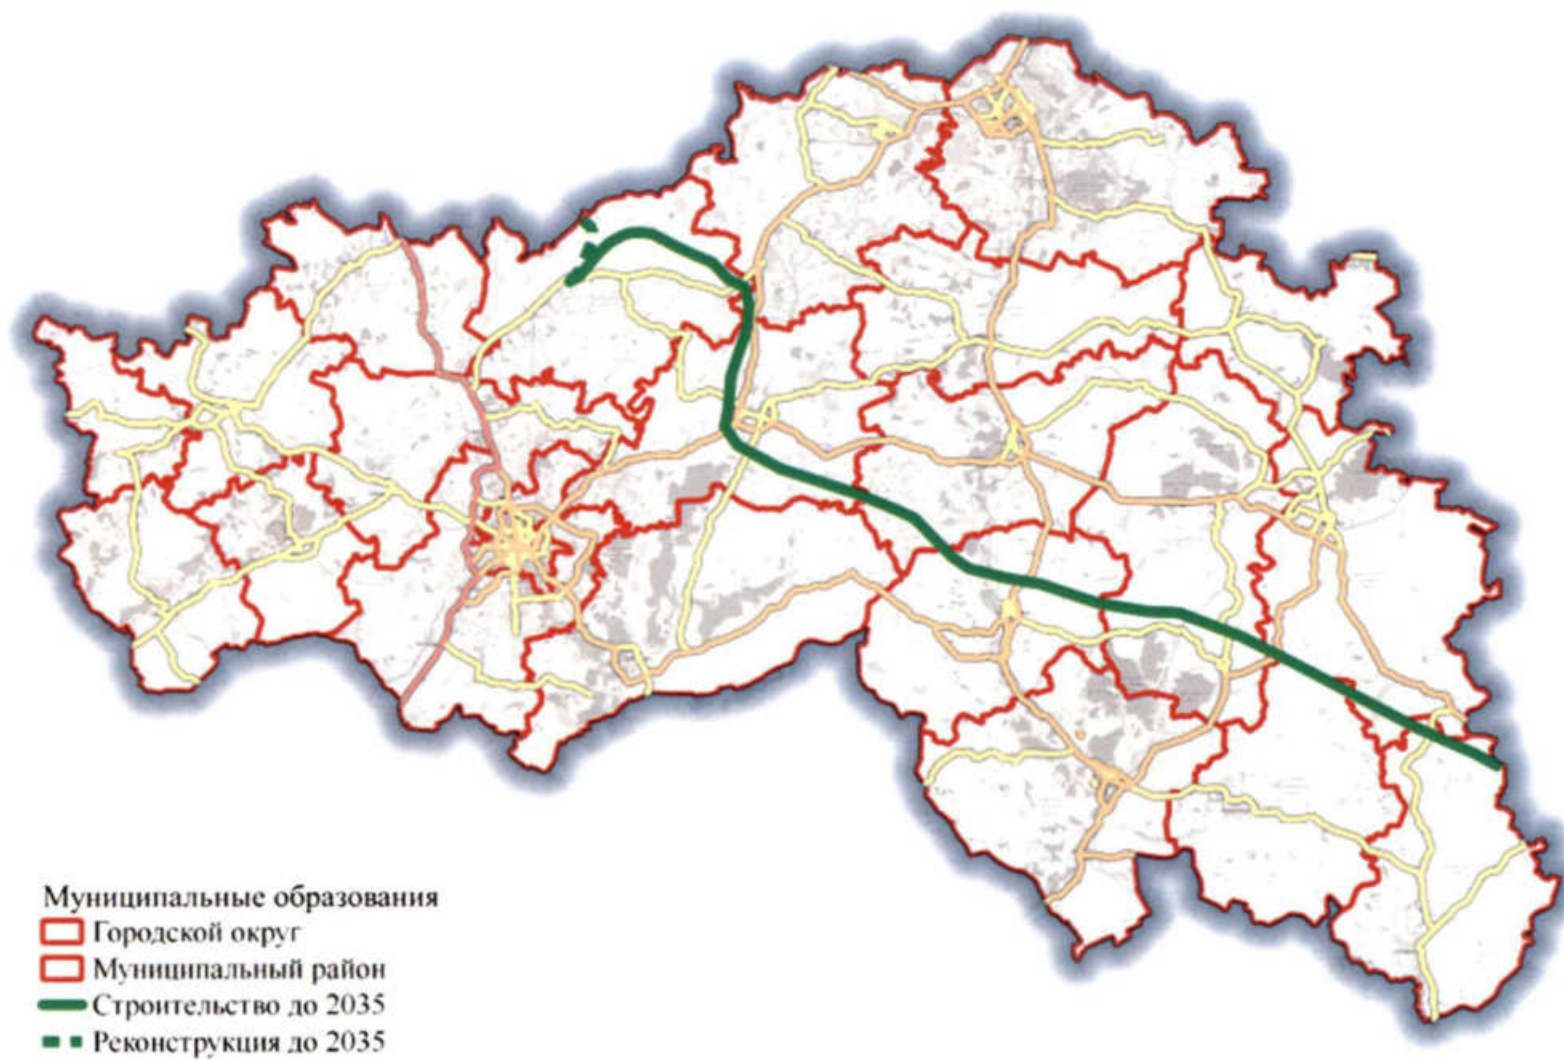 Муниципальные образования
Городской округ
Муниципальный район
Строительство до 2035
Реконструкция до 2035